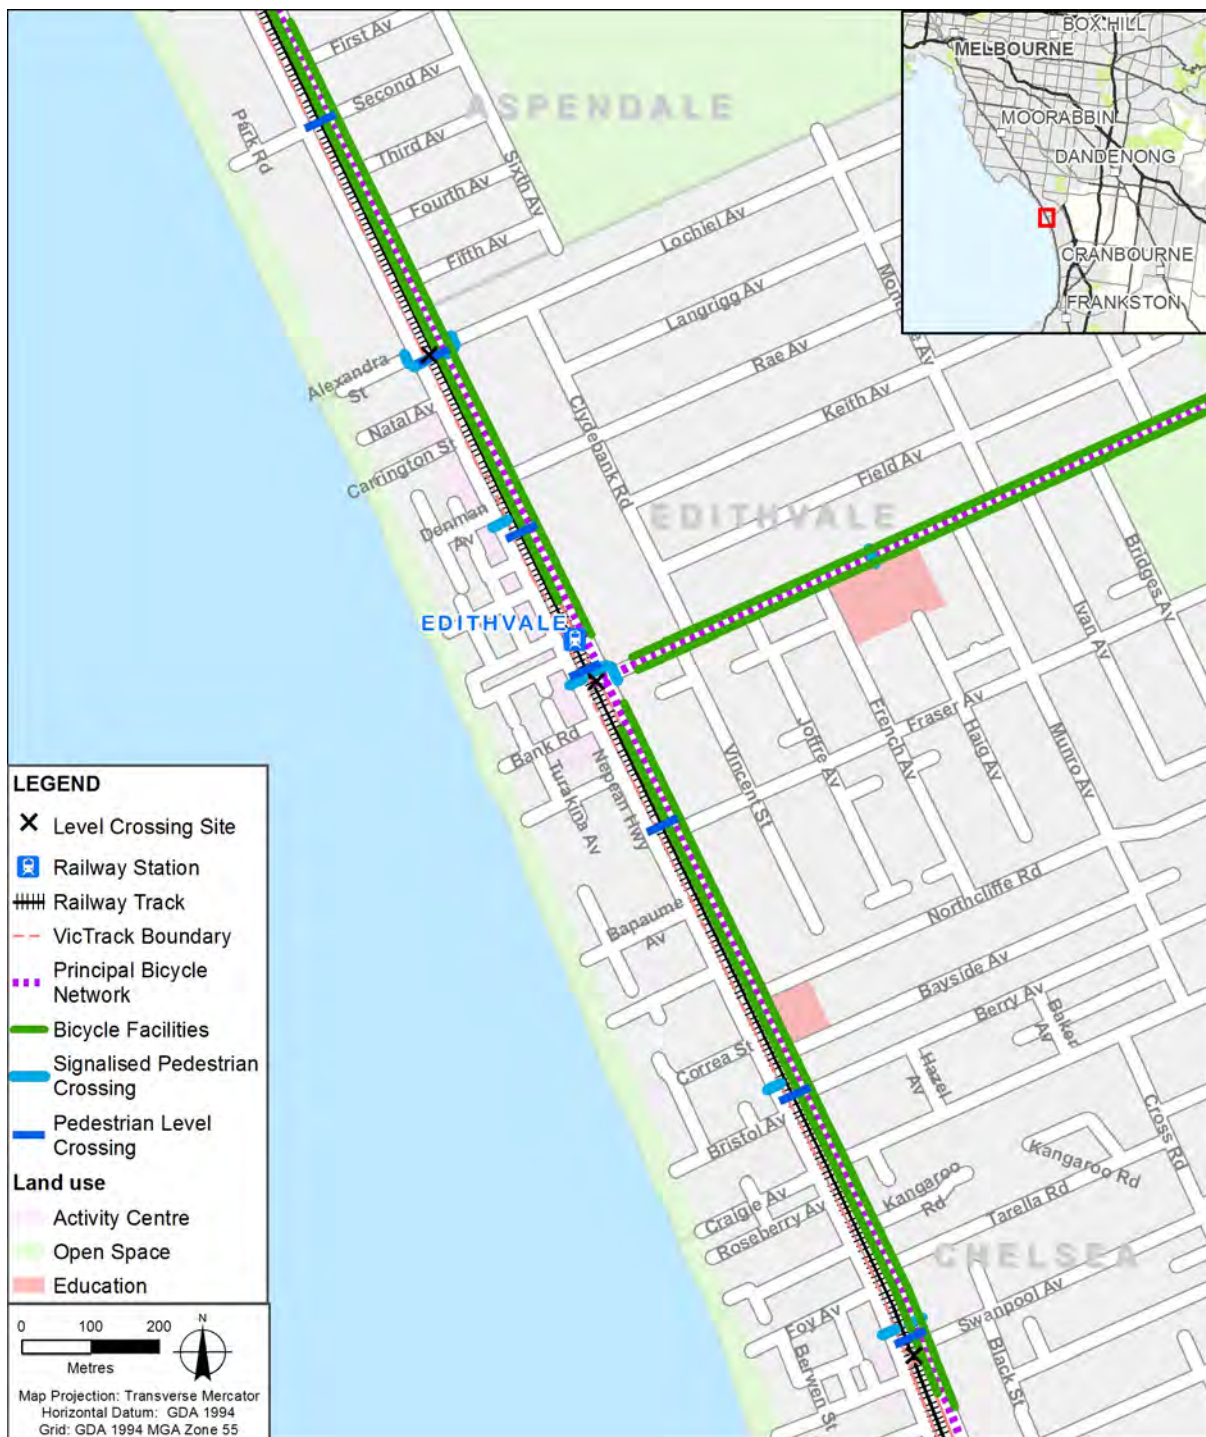 First Av
Second Av
Park Rd
Third Av
Sixth Av
Fourth Av
Fifth Av
ASPENDALE
BOX HILL
MELBOURNE
MOORABBIN
DANDENONG
CRANBOURNE
FRANKSTON
Lochiel Av
Langrigg Av
Rae Av
Keith Av
Field Av
Alexandra
St
Natal Av
Carrington St
Clydebank Rd
Denman
Av
EDITHVALE
EDITHVALE
Bridges Av
Ivan Av
Munro Av
Fraser Av
French Av
Haig Av
Joffre Av
Vincent St
Bank Rd
Turakina Av
Nepean Hwy
Bapaume
Av
Northcliffe Rd
Bayside Av
Berry Av
Baker
Av
Hazel
Av
Correa St
Bristol Av
Craigie Av
Roseberry Av
Kangaroo
Rd
Kangaroo Rd
Cross Rd
Tarella Rd
CHELSEA
Swanpool Av
Foy Av
Berwen St
Black St
LEGEND
Level Crossing Site
Railway Station
Railway Track
VicTrack Boundary
Principal Bicycle
Network
Bicycle Facilities
Signalised Pedestrian
Crossing
Pedestrian Level
Crossing
Land use
Activity Centre
Open Space
Education
0 100 200
Metres
N
Map Projection: Transverse Mercator
Horizontal Datum: GDA 1994
Grid: GDA 1994 MGA Zone 55